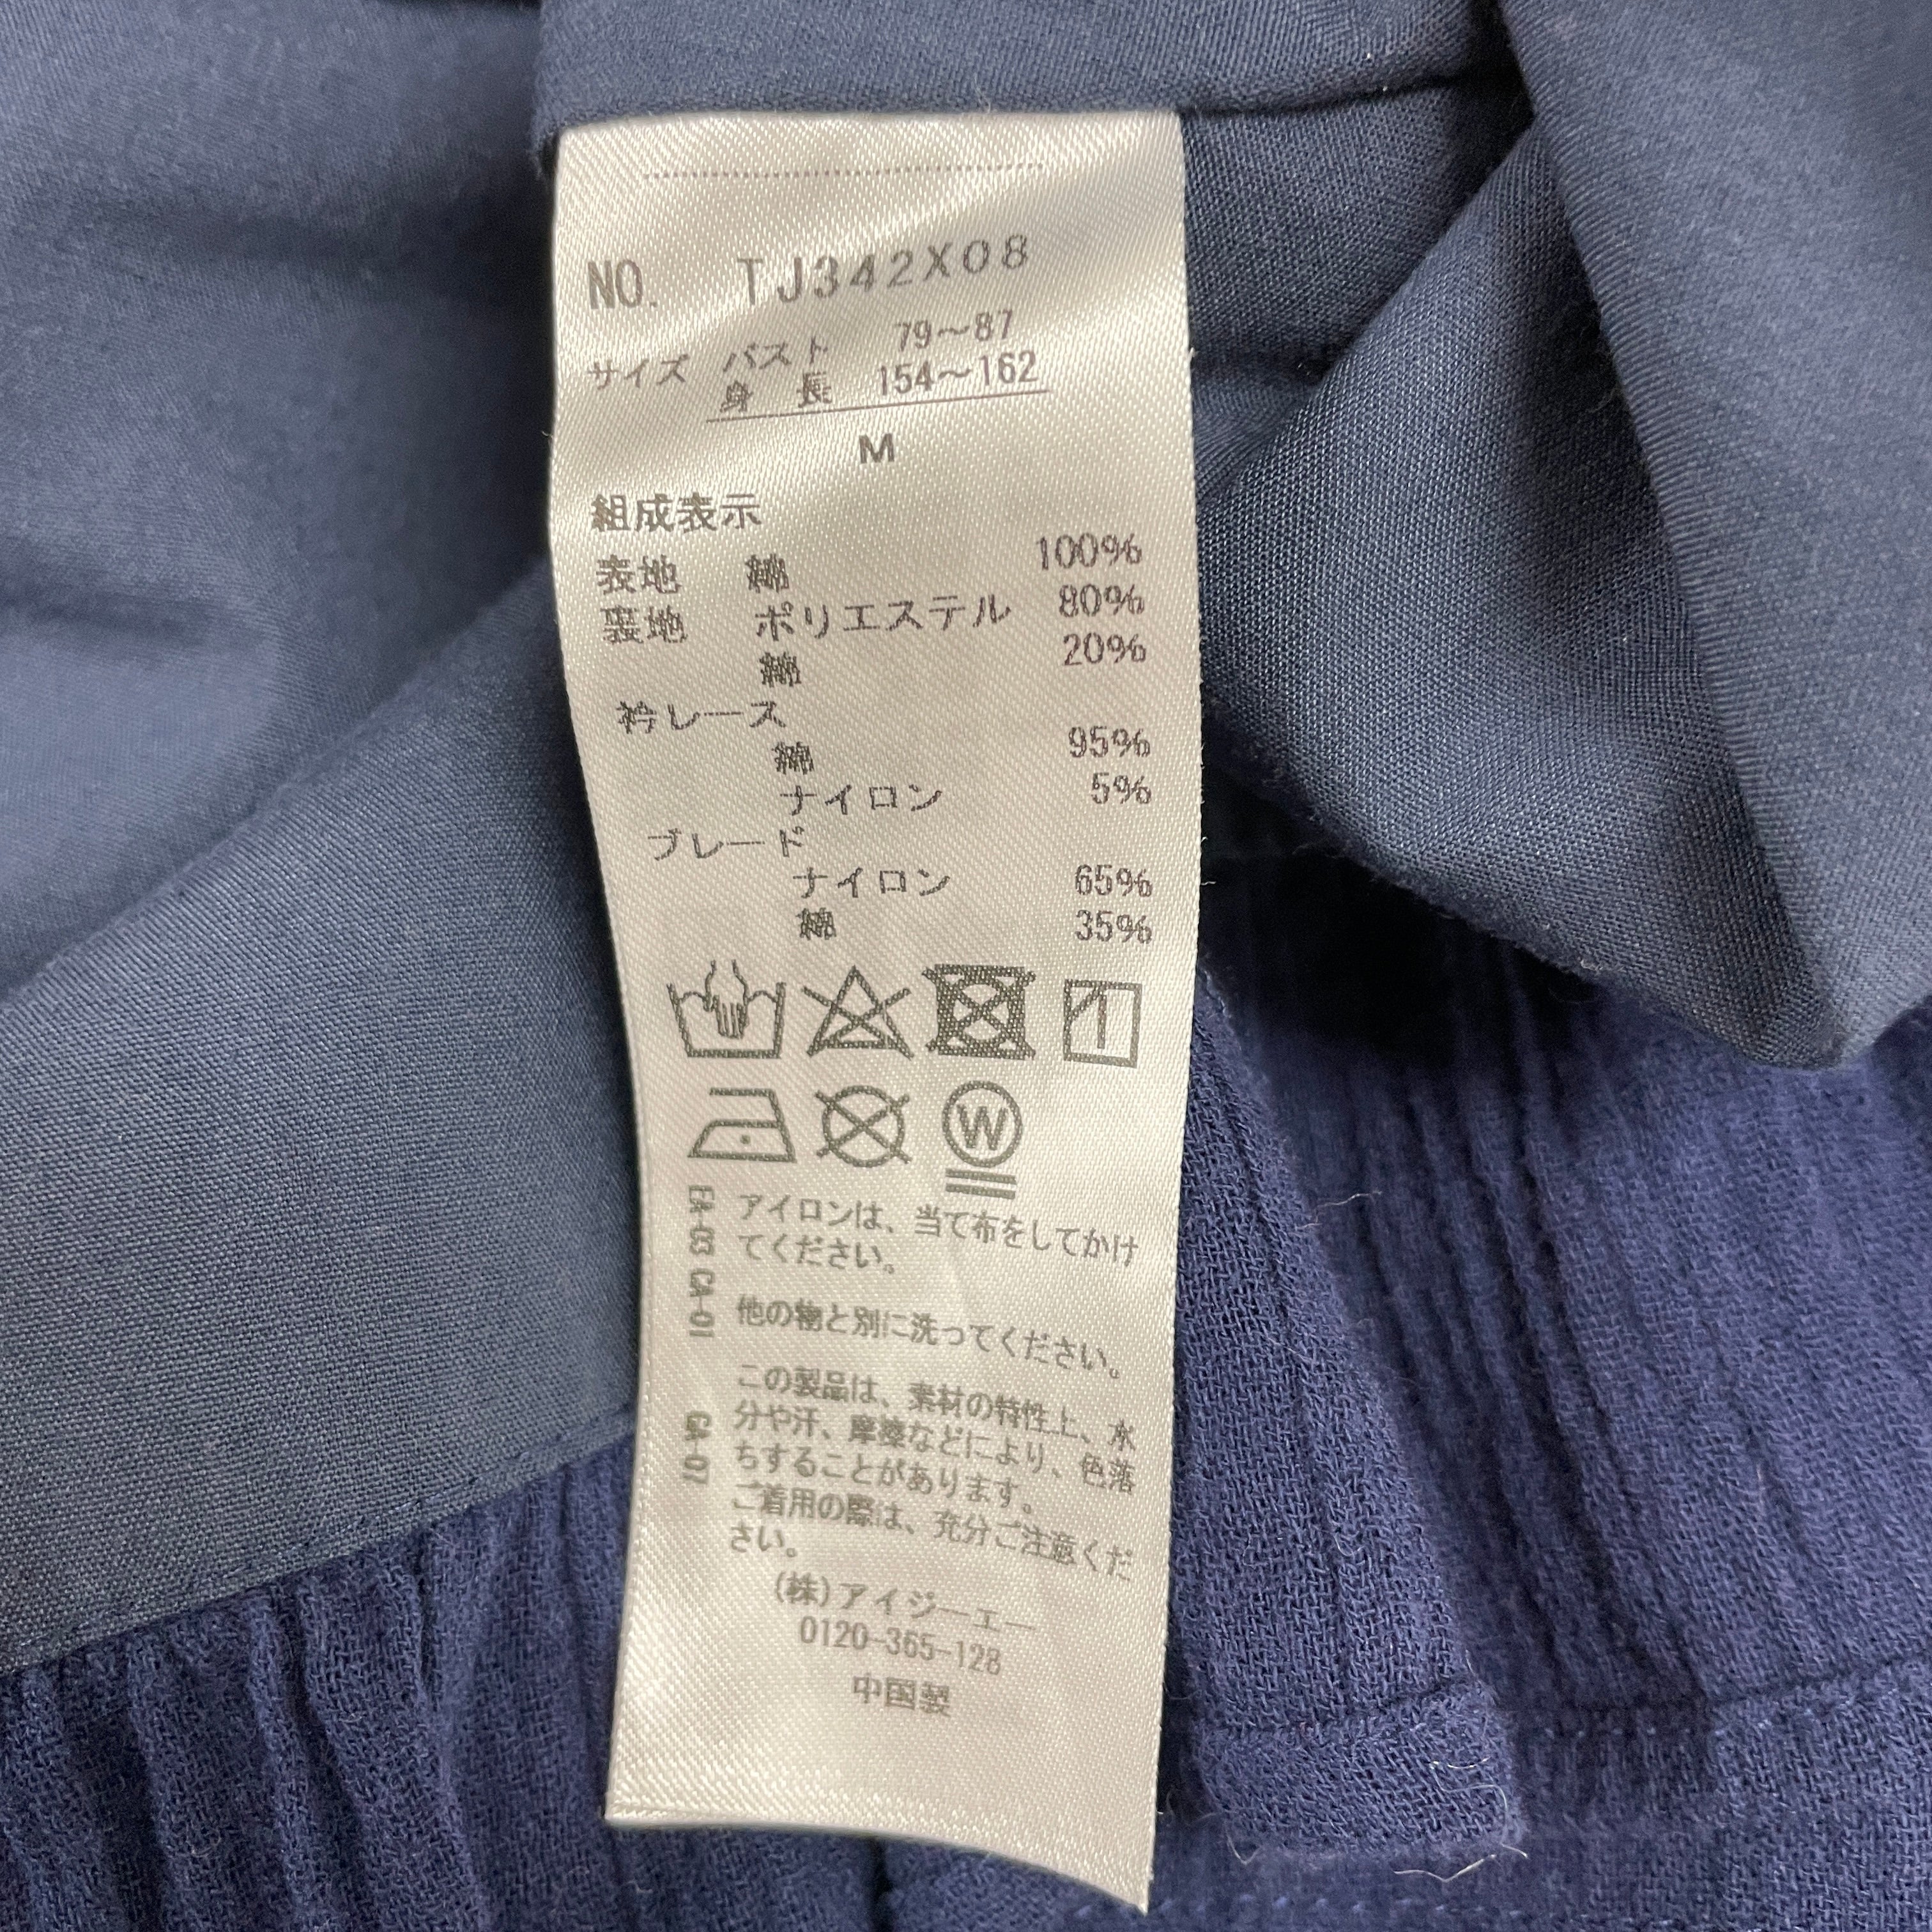 NO. TJ342X08
サイズ バスト 79～87
身長 154～162
M
組成表示
表地 綿 100%
裏地 ポリエステル 80%
綿 20%
衿レース
綿 95%
ナイロン 5%
ブレード
ナイロン 65%
綿 35%
W
EA-03 CA-01 アイロンは、当て布をしてかけ
てください。
他の物と別に洗ってください。
GA-07 この製品は、素材の特性上、水
分や汗、摩擦などにより、色落
ちすることがあります。
ご着用の際は、充分ご注意くだ
さい。
(株)アイジーエー
0120-365-128
中国製